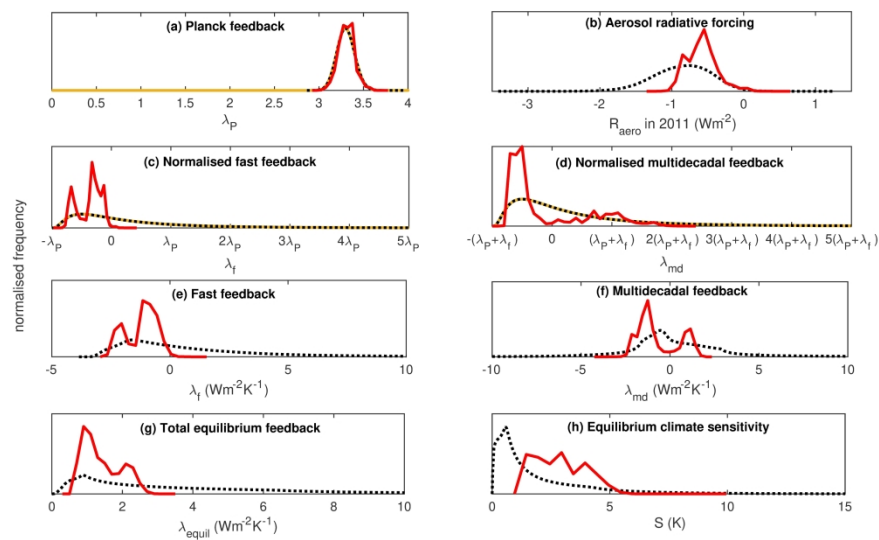 (a) Planck feedback
0 0.5 1 1.5 2 2.5 3 3.5 4
λP
(b) Aerosol radiative forcing
-3 -2 -1 0 1
Raero in 2011 (Wm-2)
(c) Normalised fast feedback
-λP 0 λP 2λP 3λP 4λP 5λP
λf
(d) Normalised multidecadal feedback
-(λP+λf) 0 (λP+λf) 2(λP+λf) 3(λP+λf) 4(λP+λf) 5(λP+λf)
λmd
normalised frequency
(e) Fast feedback
-5 0 5 10
λf (Wm-2K-1)
(f) Multidecadal feedback
-10 -5 0 5 10
λmd (Wm-2K-1)
(g) Total equilibrium feedback
0 2 4 6 8 10
λequil (Wm-2K-1)
(h) Equilibrium climate sensitivity
0 5 10 15
S (K)